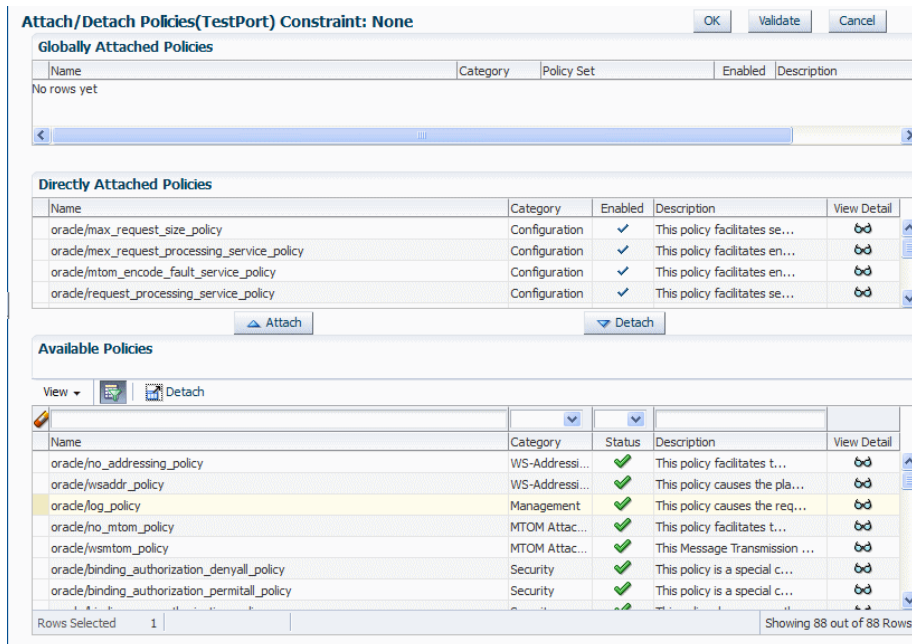 Attach/Detach Policies(TestPort) Constraint: None OK Validate Cancel
Globally Attached Policies
Name Category Policy Set Enabled Description
No rows yet
Directly Attached Policies
Name Category Enabled Description View Detail
oracle/max_request_size_policy Configuration This policy facilitates se...
oracle/mex_request_processing_service_policy Configuration This policy facilitates en...
oracle/mtom_encode_fault_service_policy Configuration This policy facilitates en...
oracle/request_processing_service_policy Configuration This policy facilitates se...
Attach Detach
Available Policies
View Detach
Name Category Status Description View Detail
oracle/no_addressing_policy WS-Addressi... This policy facilitates t...
oracle/wsaddr_policy WS-Addressi... This policy causes the pla...
oracle/log_policy Management This policy causes the req...
oracle/no_mtom_policy MTOM Attac... This policy facilitates t...
oracle/wsmtom_policy MTOM Attac... This Message Transmission ...
oracle/binding_authorization_denyall_policy Security This policy is a special c...
oracle/binding_authorization_permitall_policy Security This policy is a special c...
Rows Selected 1 Showing 88 out of 88 Rows